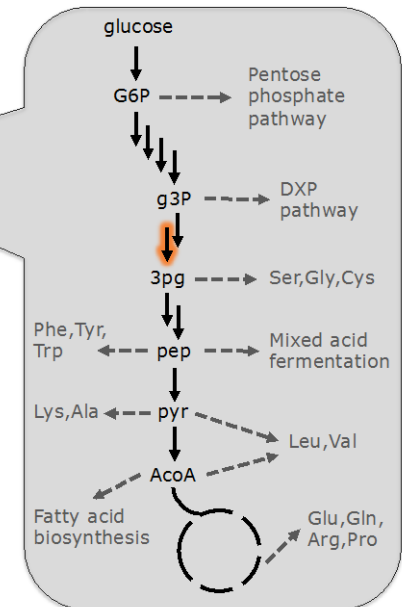 glucose
G6P
Pentose
phosphate
pathway
g3P
DXP
pathway
3pg
Ser,Gly,Cys
Phe,Tyr,
Trp
pep
Mixed acid
fermentation
Lys,Ala
pyr
Leu,Val
AcoA
Fatty acid
biosynthesis
Glu,Gln,
Arg,Pro